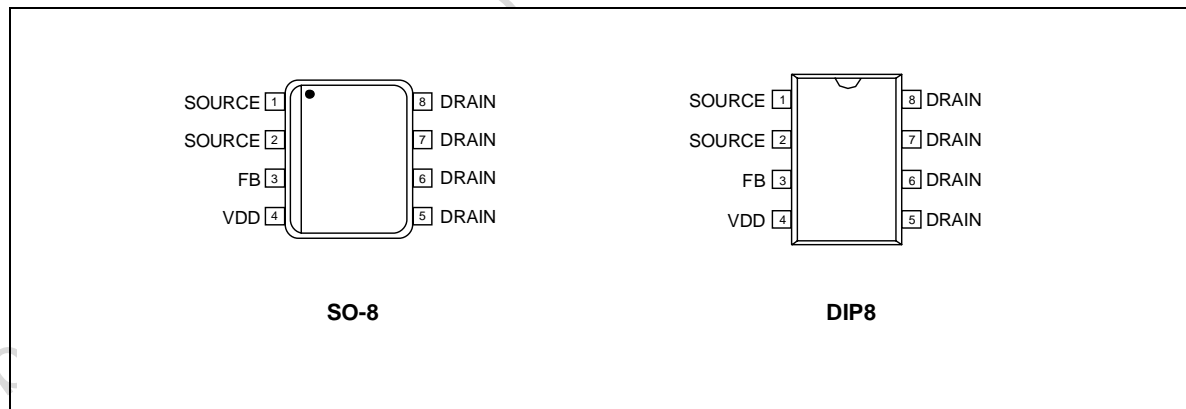 SOURCE 1 8 DRAIN
SOURCE 2 7 DRAIN
FB 3 6 DRAIN
VDD 4 5 DRAIN
SO-8
SOURCE 1 8 DRAIN
SOURCE 2 7 DRAIN
FB 3 6 DRAIN
VDD 4 5 DRAIN
DIP8